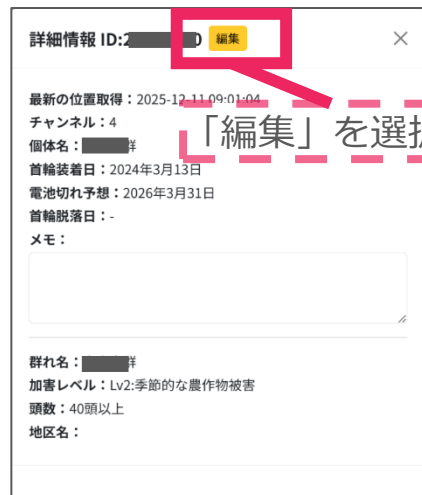 詳細情報 ID:2 0 編集
最新の位置取得：2025-12-11 09:01:04
チャンネル：4
「編集」を選択
個体名： 群
首輪装着日：2024年3月13日
電池切れ予想：2026年3月31日
首輪脱落日：-
メモ：
群れ名： 群
加害レベル：Lv2:季節的な農作物被害
頭数：40頭以上
地区名：